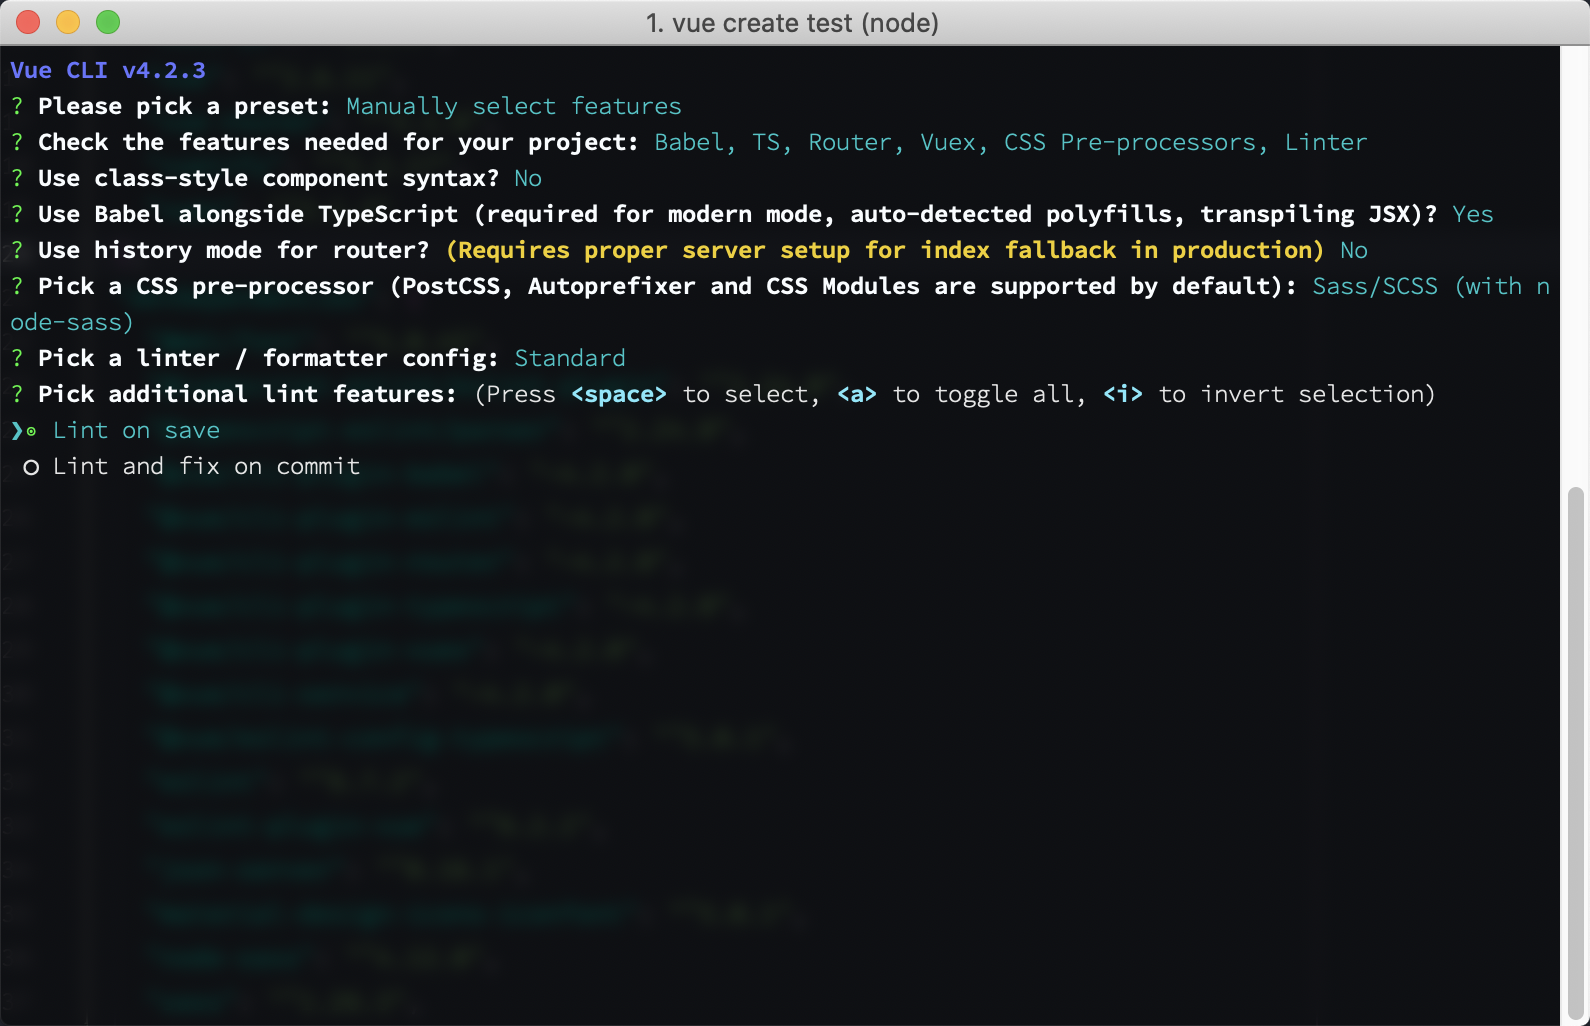 1. vue create test (node)
Vue CLI v4.2.3
? Please pick a preset: Manually select features
? Check the features needed for your project: Babel, TS, Router, Vuex, CSS Pre-processors, Linter
? Use class-style component syntax? No
? Use Babel alongside TypeScript (required for modern mode, auto-detected polyfills, transpiling JSX)? Yes
? Use history mode for router? (Requires proper server setup for index fallback in production) No
? Pick a CSS pre-processor (PostCSS, Autoprefixer and CSS Modules are supported by default): Sass/SCSS (with n
ode-sass)
? Pick a linter / formatter config: Standard
? Pick additional lint features: (Press <space> to select, <a> to toggle all, <i> to invert selection)
❯◉ Lint on save
◯ Lint and fix on commit